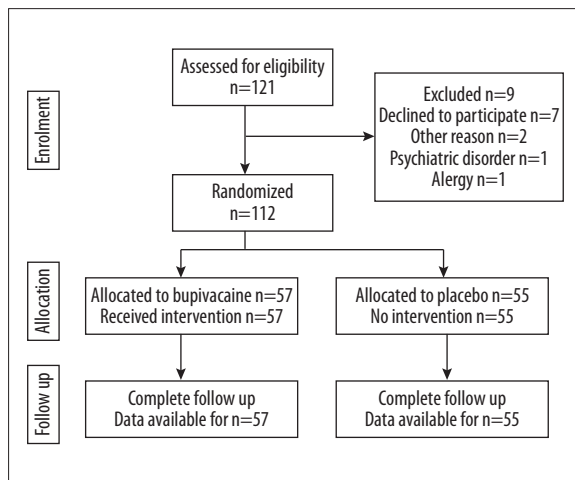 Enrolment
Assessed for eligibility
n=121
Excluded n=9
Declined to participate n=7
Other reason n=2
Psychiatric disorder n=1
Alergy n=1
Randomized
n=112
Allocation
Allocated to bupivacaine n=57
Received intervention n=57
Allocated to placebo n=55
No intervention n=55
Follow up
Complete follow up
Data available for n=57
Complete follow up
Data available for n=55